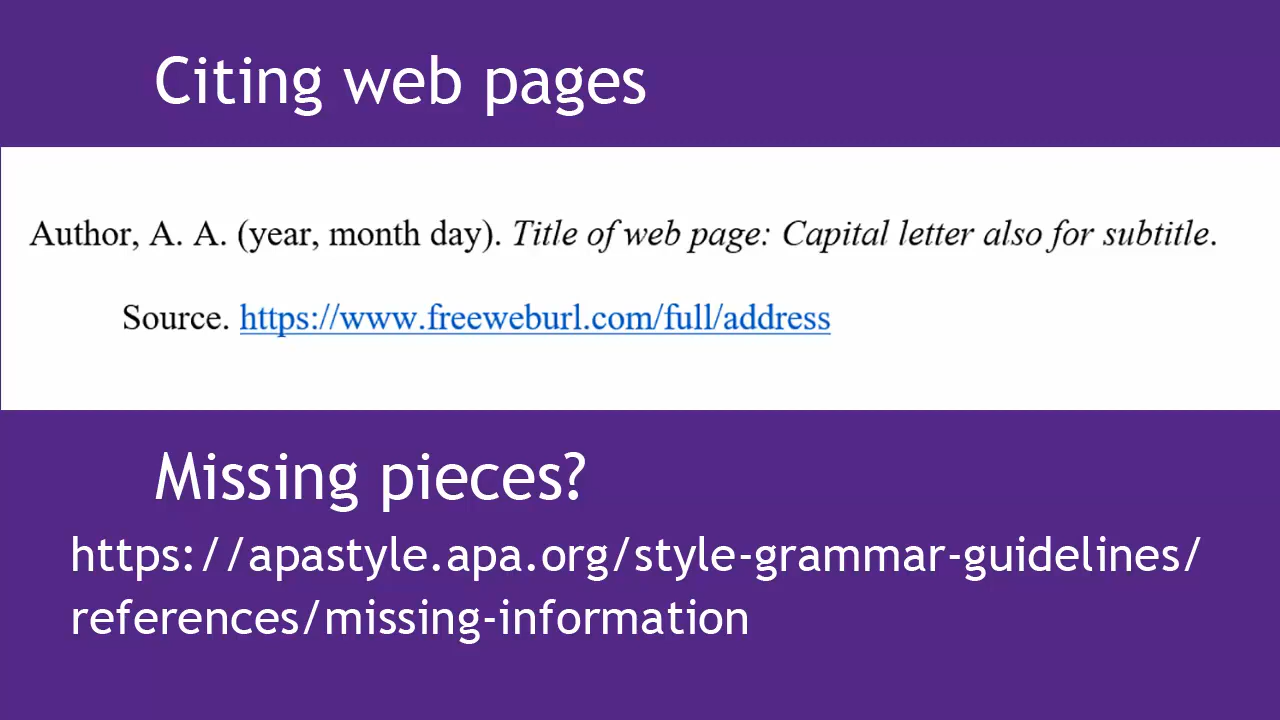 Citing web pages
Author, A. A. (year, month day). Title of web page: Capital letter also for subtitle.
Source. https://www.freeweburl.com/full/address
Missing pieces?
https://apastyle.apa.org/style-grammar-guidelines/
references/missing-information